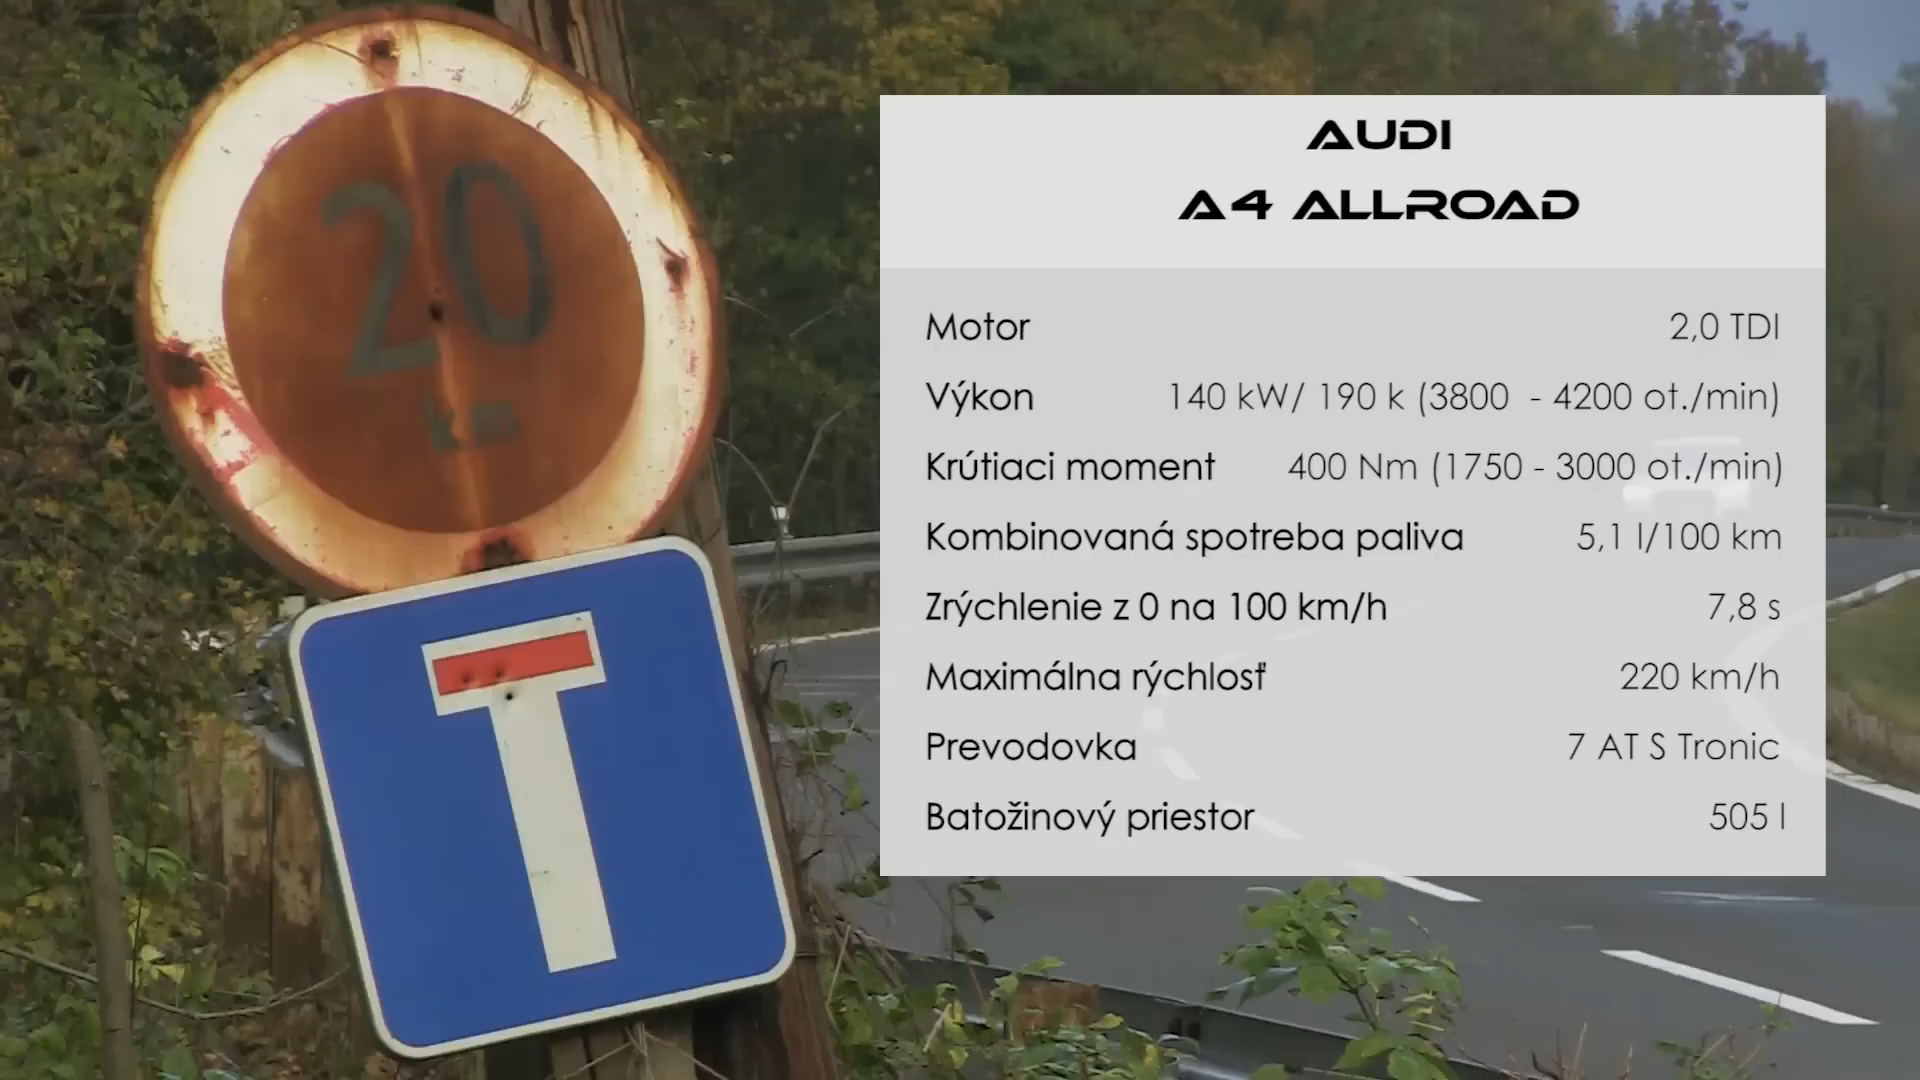 20
km
AUDI
A4 ALLROAD
Motor 2,0 TDI
Výkon 140 kW/ 190 k (3800 - 4200 ot./min)
Krútiaci moment 400 Nm (1750 - 3000 ot./min)
Kombinovaná spotreba paliva 5,1 l/100 km
Zrýchlenie z 0 na 100 km/h 7,8 s
Maximálna rýchlosť 220 km/h
Prevodovka 7 AT S Tronic
Batožinový priestor 505 l